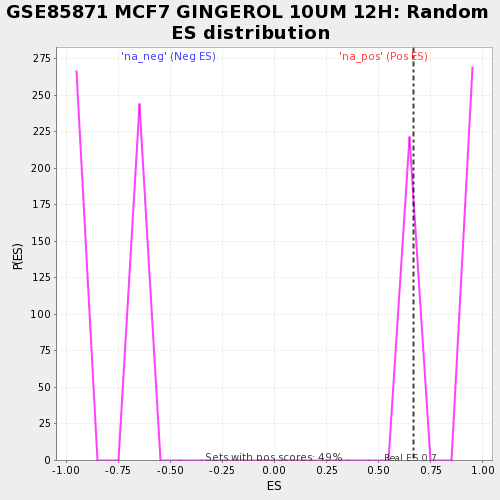 GSE85871 MCF7 GINGEROL 10UM 12H: Random
ES distribution
'na_neg' (Neg ES)
'na_pos' (Pos ES)
275
250
225
200
175
150
125
100
75
50
25
0
P(ES)
Sets with pos scores: 49%
Real ES 0.7
-1.00 -0.75 -0.50 -0.25 0.00 0.25 0.50 0.75 1.00
ES